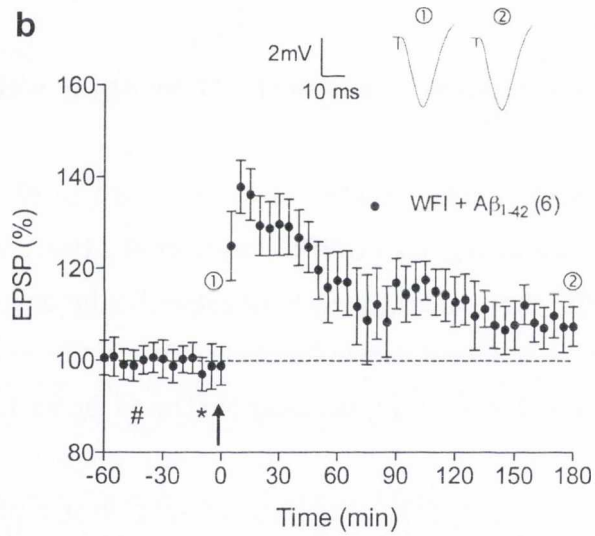 b
① ②
2mV
10 ms
160
140
120
100
80
EPSP (%)
WFI + Aβ1-42 (6)
① ②
# *
-60 -30 0 30 60 90 120 150 180
Time (min)